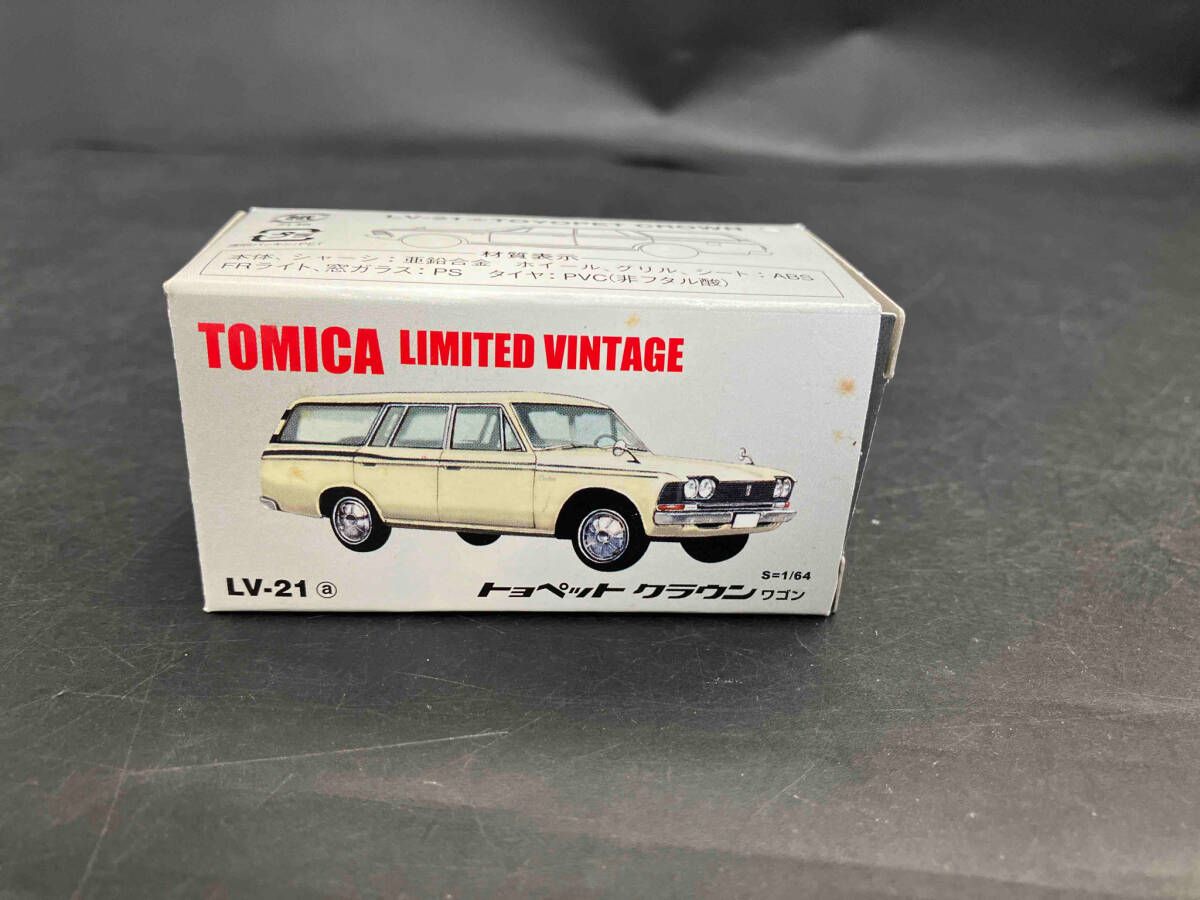 LV-21a TOYOPET CROWN
材質表示
本体、シャーシ：亜鉛合金 ホイール、グリル、シート：ABS
FRライト、窓ガラス：PS タイヤ：PVC(非フタル酸)
TOMICA LIMITED VINTAGE
LV-21 ⓐ
S=1/64
トヨペット クラウン ワゴン